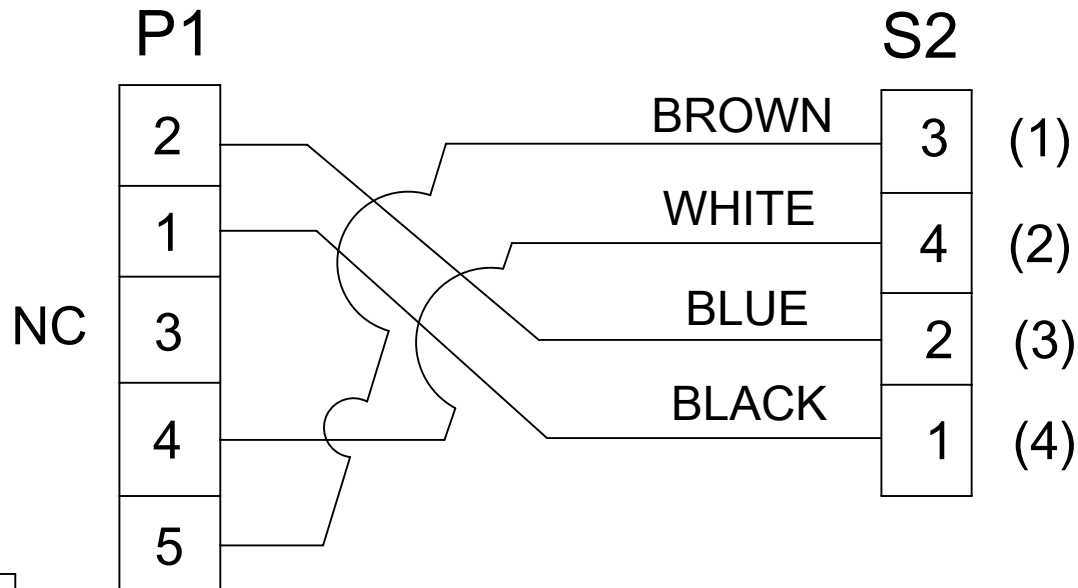 P1
S2
2
BROWN
3
(1)
1
WHITE
4
(2)
NC
3
BLUE
2
(3)
4
BLACK
1
(4)
5